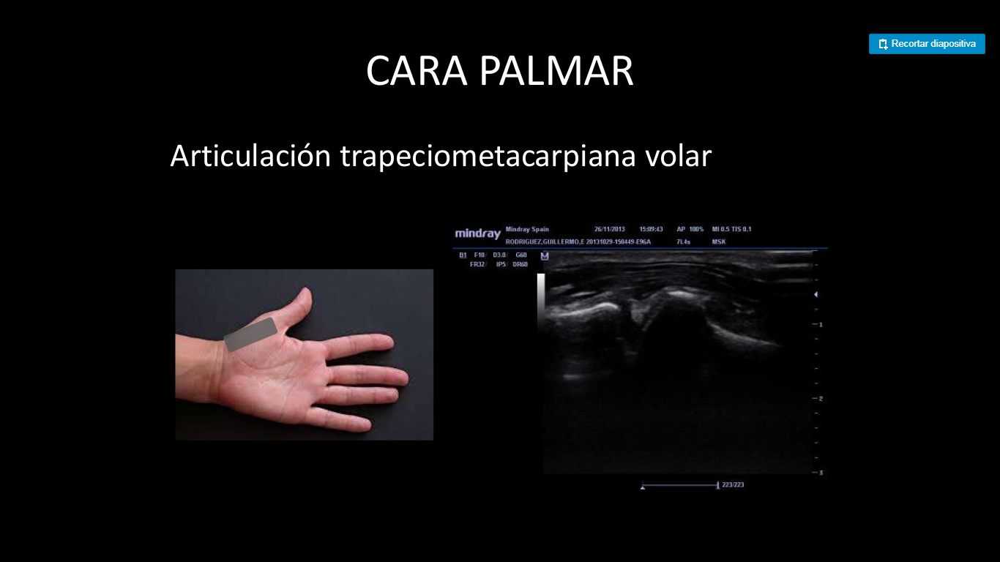 Recortar diapositiva
CARA PALMAR
Articulación trapeciometacarpiana volar
mindray
Mindray Spain 26/11/2013 15:09:43 AP 100% MI 0.5 TIS 0.1
RODRIGUEZ,GUILLERMO,E 20131029-150449-E96A 7L4s MSK
B1 F10/ D3.0/ G60
FR32/ IP5/ DR60
M
1
2
3
223/223